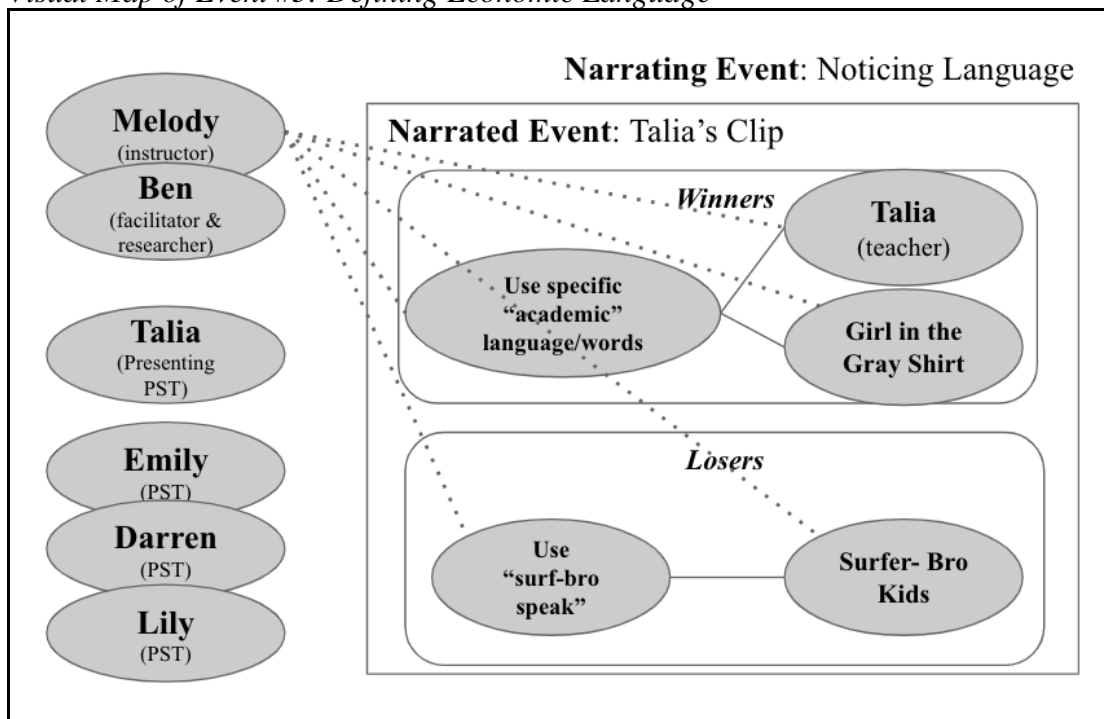 Visual Map of Event Defining Economic Language
Narrating Event: Noticing Language
Melody
(instructor)
Ben
(facilitator &
researcher)
Talia
(Presenting
PST)
Emily
(PST)
Darren
(PST)
Lily
(PST)
Narrated Event: Talia’s Clip
Winners
Use specific
“academic”
language/words
Talia
(teacher)
Girl in the
Gray Shirt
Losers
Use
“surf-bro
speak”
Surfer- Bro
Kids